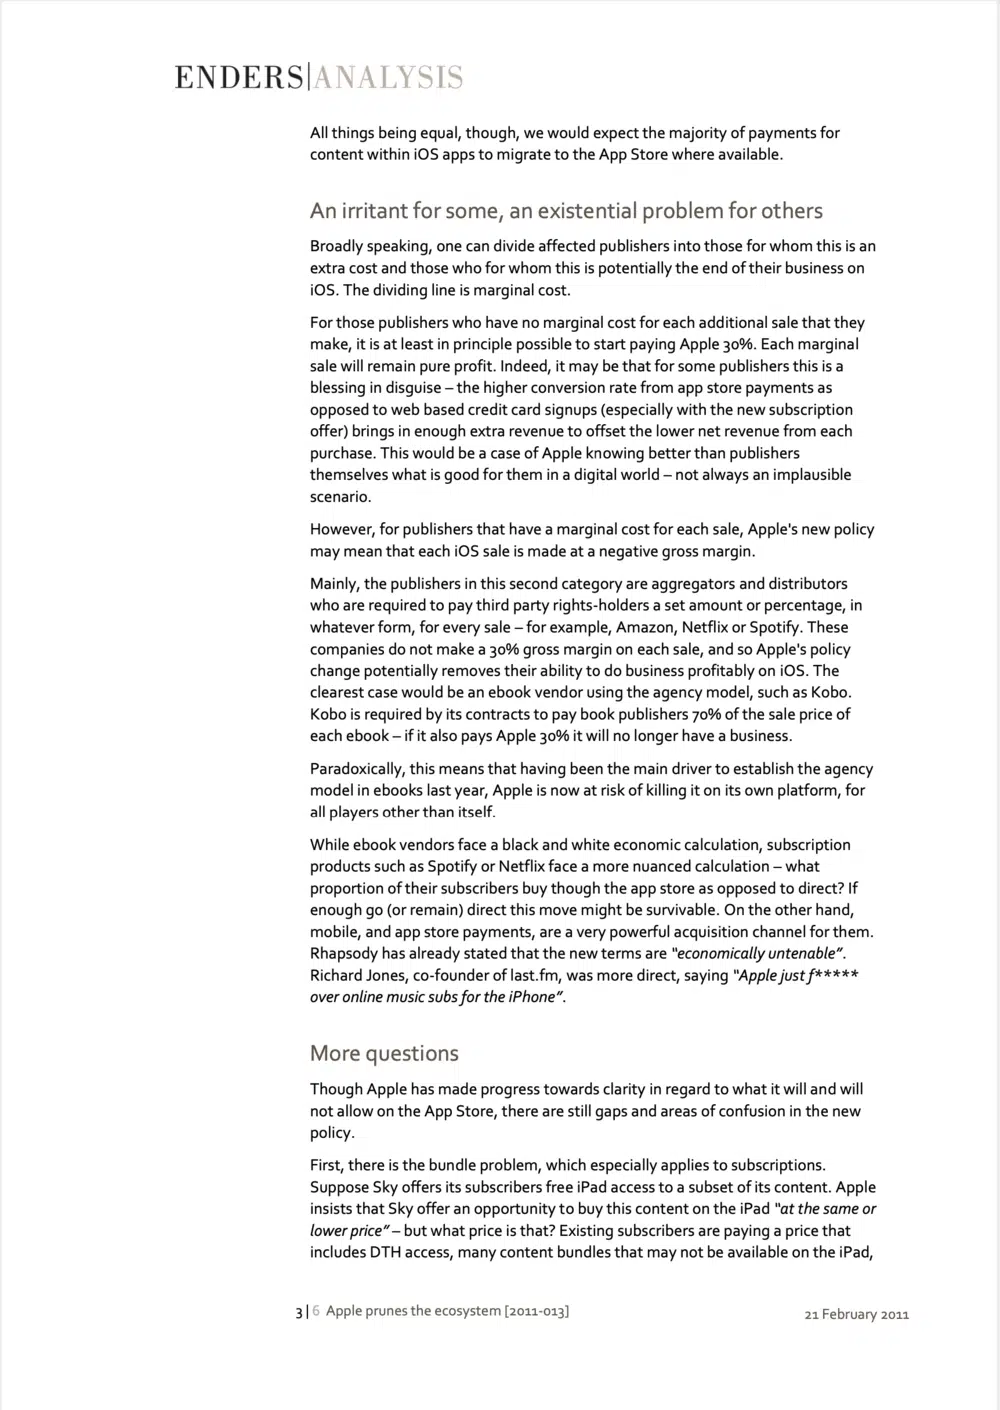 ENDERS|ANALYSIS
All things being equal, though, we would expect the majority of payments for
content within iOS apps to migrate to the App Store where available.
An irritant for some, an existential problem for others
Broadly speaking, one can divide affected publishers into those for whom this is an
extra cost and those who for whom this is potentially the end of their business on
iOS. The dividing line is marginal cost.
For those publishers who have no marginal cost for each additional sale that they
make, it is at least in principle possible to start paying Apple 30%. Each marginal
sale will remain pure profit. Indeed, it may be that for some publishers this is a
blessing in disguise – the higher conversion rate from app store payments as
opposed to web based credit card signups (especially with the new subscription
offer) brings in enough extra revenue to offset the lower net revenue from each
purchase. This would be a case of Apple knowing better than publishers
themselves what is good for them in a digital world – not always an implausible
scenario.
However, for publishers that have a marginal cost for each sale, Apple's new policy
may mean that each iOS sale is made at a negative gross margin.
Mainly, the publishers in this second category are aggregators and distributors
who are required to pay third party rights-holders a set amount or percentage, in
whatever form, for every sale – for example, Amazon, Netflix or Spotify. These
companies do not make a 30% gross margin on each sale, and so Apple's policy
change potentially removes their ability to do business profitably on iOS. The
clearest case would be an ebook vendor using the agency model, such as Kobo.
Kobo is required by its contracts to pay book publishers 70% of the sale price of
each ebook – if it also pays Apple 30% it will no longer have a business.
Paradoxically, this means that having been the main driver to establish the agency
model in ebooks last year, Apple is now at risk of killing it on its own platform, for
all players other than itself.
While ebook vendors face a black and white economic calculation, subscription
products such as Spotify or Netflix face a more nuanced calculation – what
proportion of their subscribers buy though the app store as opposed to direct? If
enough go (or remain) direct this move might be survivable. On the other hand,
mobile, and app store payments, are a very powerful acquisition channel for them.
Rhapsody has already stated that the new terms are "economically untenable".
Richard Jones, co-founder of last.fm, was more direct, saying "Apple just f*****
over online music subs for the iPhone".
More questions
Though Apple has made progress towards clarity in regard to what it will and will
not allow on the App Store, there are still gaps and areas of confusion in the new
policy.
First, there is the bundle problem, which especially applies to subscriptions.
Suppose Sky offers its subscribers free iPad access to a subset of its content. Apple
insists that Sky offer an opportunity to buy this content on the iPad "at the same or
lower price" – but what price is that? Existing subscribers are paying a price that
includes DTH access, many content bundles that may not be available on the iPad,
3|6 Apple prunes the ecosystem [2011-013] 21 February 2011